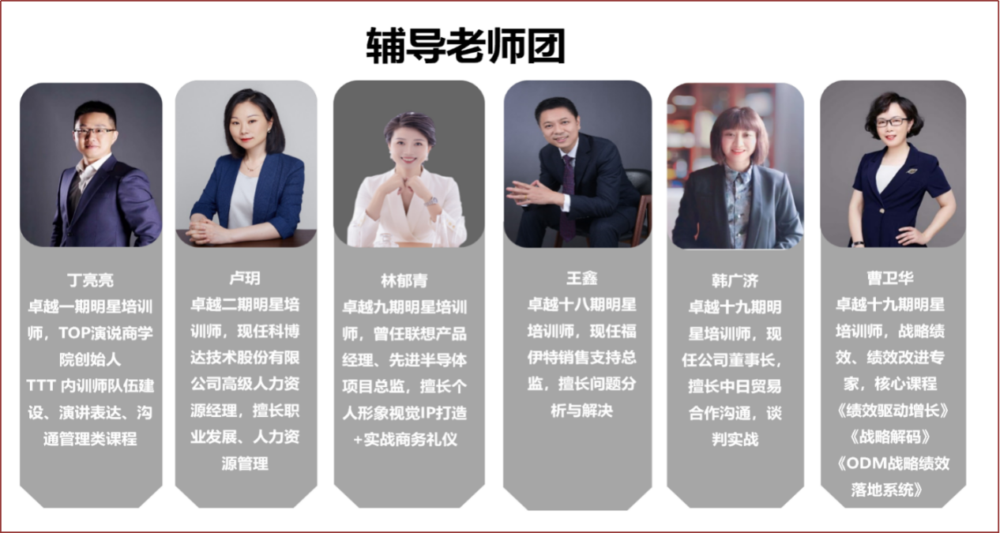 辅导老师团
丁亮亮
卓越一期明星培训
师，TOP演说商学
院创始人
TTT 内训师队伍建
设、演讲表达、沟
通管理类课程
卢玥
卓越二期明星培
训师，现任科博
达技术股份有限
公司高级人力资
源经理，擅长职
业发展、人力资
源管理
林郁青
卓越九期明星培训
师，曾任联想产品
经理、先进半导体
项目总监，擅长个
人形象视觉IP打造
+实战商务礼仪
王鑫
卓越十八期明星
培训师，现任福
伊特销售支持总
监，擅长问题分
析与解决
韩广济
卓越十九期明
星培训师，现
任公司董事长，
擅长中日贸易
合作沟通，谈
判实战
曹卫华
卓越十九期明星
培训师，战略绩
效、绩效改进专
家，核心课程
《绩效驱动增长》
《战略解码》
《ODM战略绩效
落地系统》